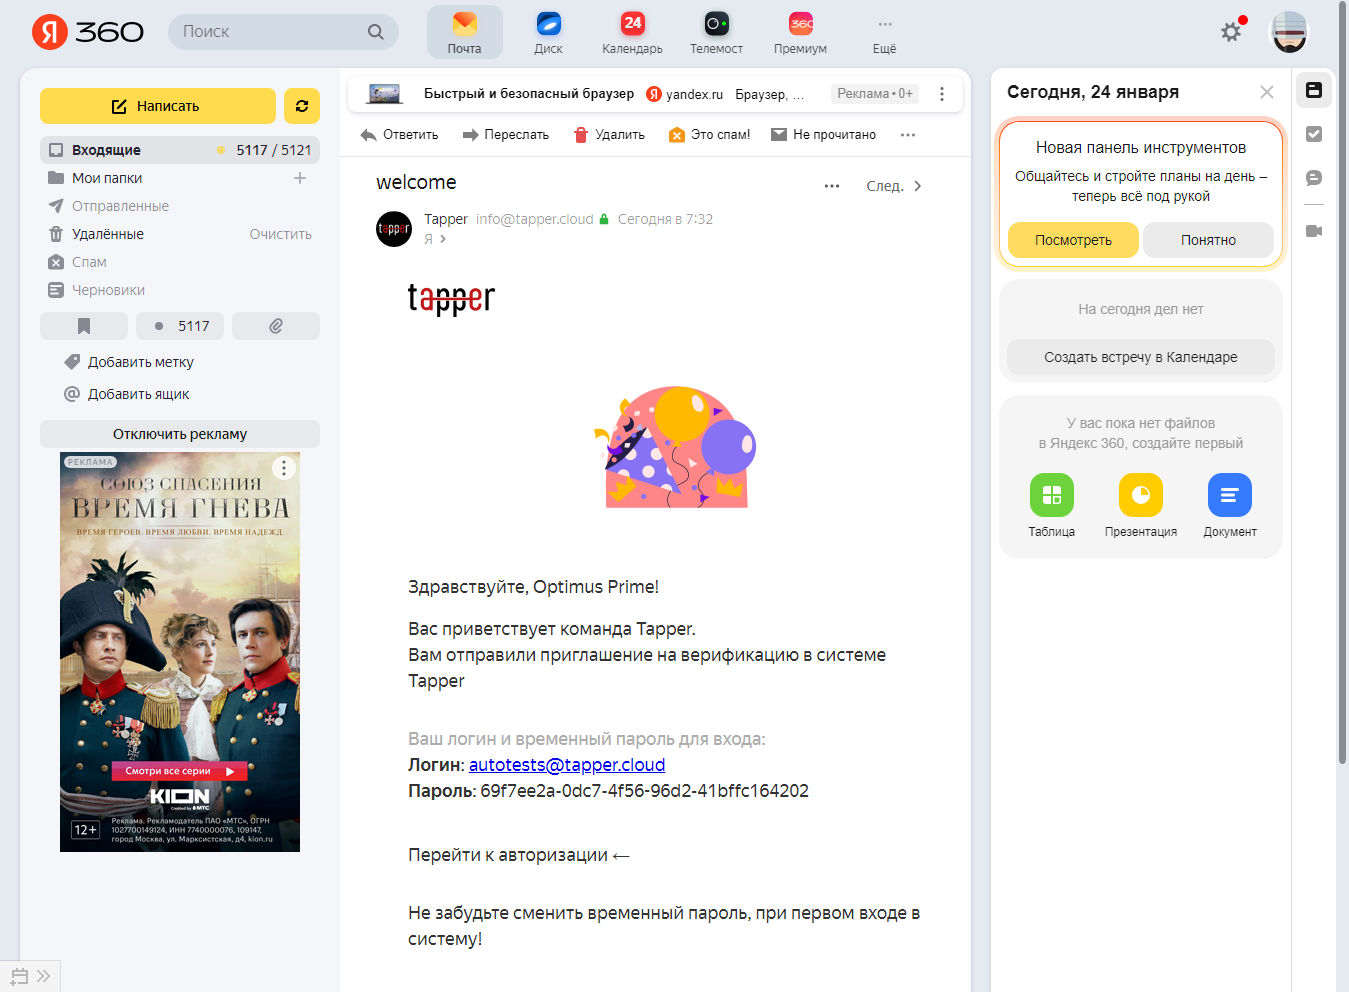 Я 360
Поиск
Почта
Диск
24
Календарь
Телемост
360
Премиум
Ещё
Написать
Входящие
5117 / 5121
Мои папки
Отправленные
Удалённые
Очистить
Спам
Черновики
5117
Добавить метку
Добавить ящик
Отключить рекламу
РЕКЛАМА
СОЮЗ СПАСЕНИЯ
ВРЕМЯ ГНЕВА
ВРЕМЯ ГЕРОЕВ. ВРЕМЯ ЛЮБВИ. ВРЕМЯ НАДЕЖД.
Смотри все серии
KION
Created by МТС
12+
Реклама. Рекламодатель ПАО «МТС», ОГРН
1027700149124, ИНН 7740000076, 109147,
город Москва, ул. Марксистская, д4, kion.ru
Быстрый и безопасный браузер
Я yandex.ru
Браузер, ...
Реклама • 0+
Ответить
Переслать
Удалить
Это спам!
Не прочитано
welcome
След.
tapper
Tapper info@tapper.cloud Сегодня в 7:32
Я
tapper
Здравствуйте, Optimus Prime!
Вас приветствует команда Tapper.
Вам отправили приглашение на верификацию в системе
Tapper
Ваш логин и временный пароль для входа:
Логин: autotests@tapper.cloud
Пароль: 69f7ee2a-0dc7-4f56-96d2-41bffc164202
Перейти к авторизации ←
Не забудьте сменить временный пароль, при первом входе в
систему!
Сегодня, 24 января
Новая панель инструментов
Общайтесь и стройте планы на день –
теперь всё под рукой
Посмотреть
Понятно
На сегодня дел нет
Создать встречу в Календаре
У вас пока нет файлов
в Яндекс 360, создайте первый
Таблица
Презентация
Документ